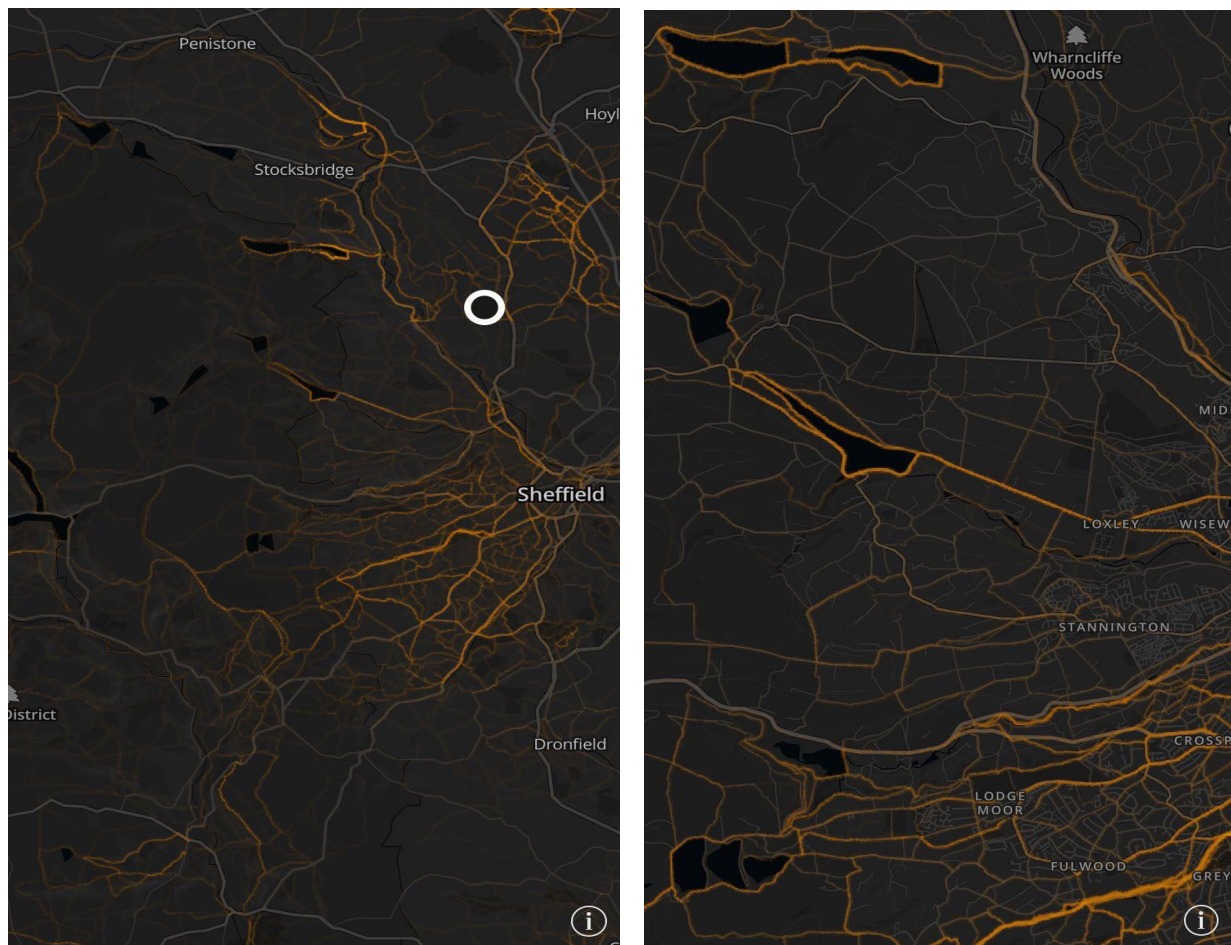 Penistone
Hoyl
Stocksbridge
Sheffield
District
Dronfield
i
Wharncliffe
Woods
MID
LOXLEY
WISEW
STANNINGTON
CROSSP
LODGE
MOOR
FULWOOD
GREY
i